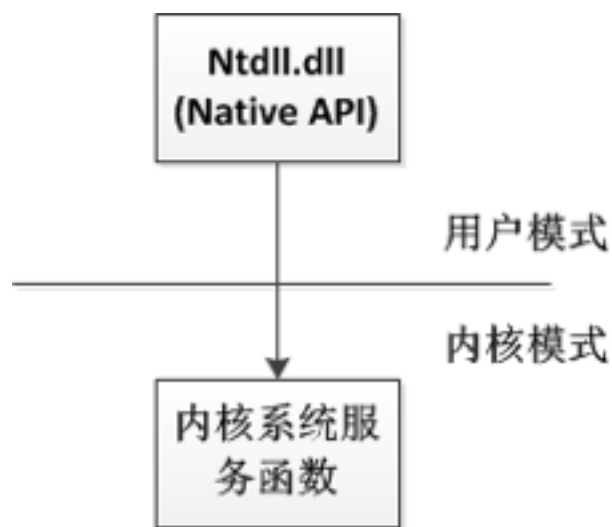 Ntdll.dll
(Native API)
用户模式
内核模式
内核系统服
务函数